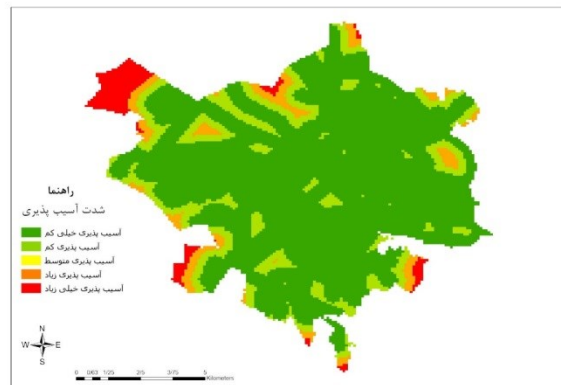 راهنما
شدت آسیب پذیری
آسیب پذیری خیلی کم
آسیب پذیری کم
آسیب پذیری متوسط
آسیب پذیری زیاد
آسیب پذیری خیلی زیاد
N
W E
S
0 0/63 1/25 2/5 3/75 5
Kilometers